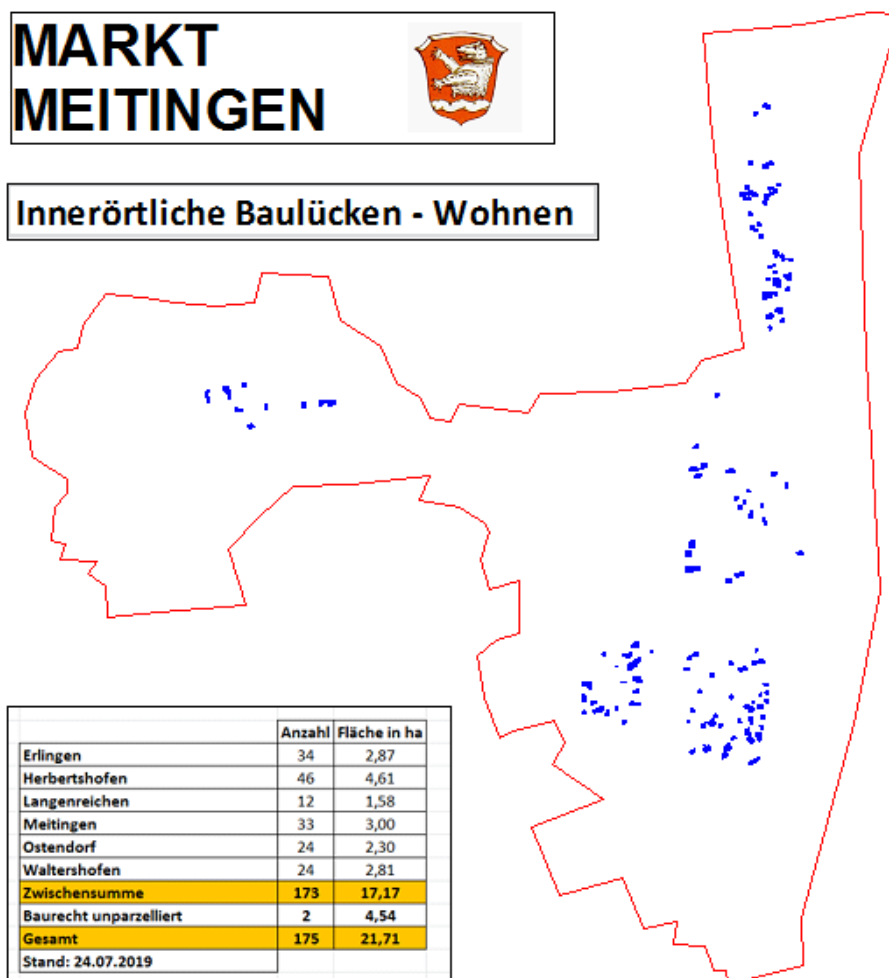 MARKT
MEITINGEN
Innerörtliche Baulücken - Wohnen
Anzahl Fläche in ha
Erlingen 34 2,87
Herbertshofen 46 4,61
Langenreichen 12 1,58
Meitingen 33 3,00
Ostendorf 24 2,30
Waltershofen 24 2,81
Zwischensumme 173 17,17
Baurecht unparzelliert 2 4,54
Gesamt 175 21,71
Stand: 24.07.2019